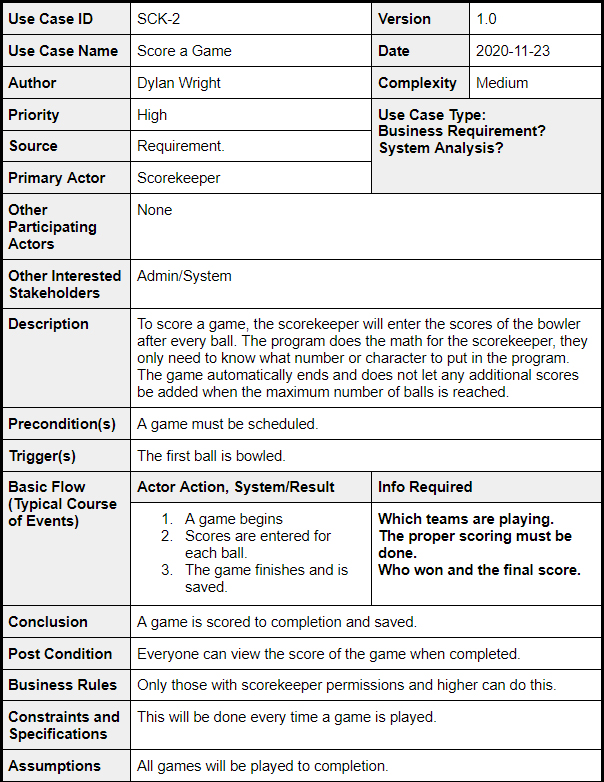 Use Case ID SCK-2 Version 1.0
Use Case Name Score a Game Date 2020-11-23
Author Dylan Wright Complexity Medium
Priority High
Use Case Type:
Business Requirement?
System Analysis?
Source Requirement.
Primary Actor Scorekeeper
Other
Participating
Actors
None
Other Interested
Stakeholders
Admin/System
Description
To score a game, the scorekeeper will enter the scores of the bowler
after every ball. The program does the math for the scorekeeper, they
only need to know what number or character to put in the program.
The game automatically ends and does not let any additional scores
be added when the maximum number of balls is reached.
Precondition(s) A game must be scheduled.
Trigger(s) The first ball is bowled.
Basic Flow
(Typical Course
of Events)
Actor Action, System/Result
Info Required
1. A game begins
2. Scores are entered for
each ball.
3. The game finishes and is
saved.
Which teams are playing.
The proper scoring must be
done.
Who won and the final score.
Conclusion A game is scored to completion and saved.
Post Condition Everyone can view the score of the game when completed.
Business Rules Only those with scorekeeper permissions and higher can do this.
Constraints and
Specifications
This will be done every time a game is played.
Assumptions All games will be played to completion.